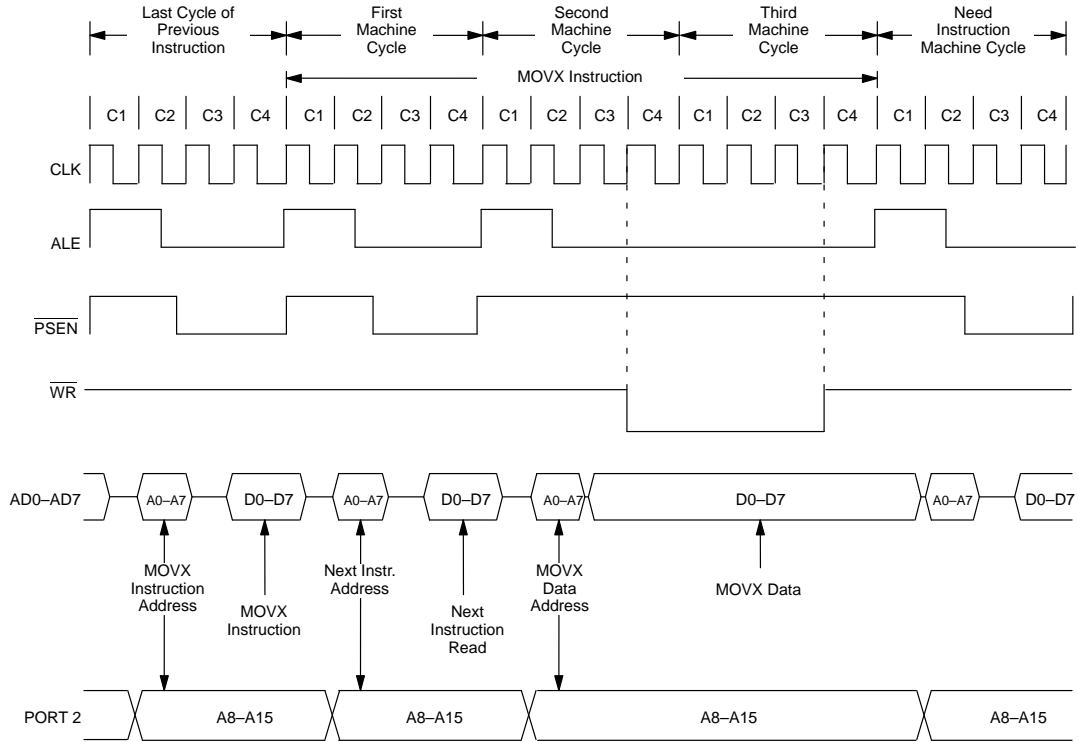 Last Cycle of
Previous
Instruction
First
Machine
Cycle
Second
Machine
Cycle
Third
Machine
Cycle
Need
Instruction
Machine Cycle
MOVX Instruction
C1 C2 C3 C4 C1 C2 C3 C4 C1 C2 C3 C4 C1 C2 C3 C4 C1 C2 C3 C4
CLK
ALE
PSEN
WR
AD0–AD7 A0–A7 D0–D7 A0–A7 D0–D7 A0–A7 D0–D7 A0–A7 D0–D7
MOVX
Instruction
Address
MOVX
Instruction
Next Instr.
Address
Next
Instruction
Read
MOVX
Data
Address
MOVX Data
PORT 2 A8–A15 A8–A15 A8–A15 A8–A15